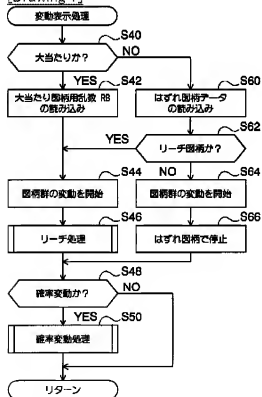 [Drawing 7]
変動表示処理
S40
大当たりか?
NO
YES
S42
S60
大当たり図柄用乱数 RB
の読み込み
はずれ図柄データ
の読み込み
S62
YES
リーチ図柄か?
S44
NO
S64
図柄群の変動を開始
図柄群の変動を開始
S46
S66
リーチ処理
はずれ図柄で停止
S48
確率変動か?
NO
YES
S50
確率変動処理
リターン